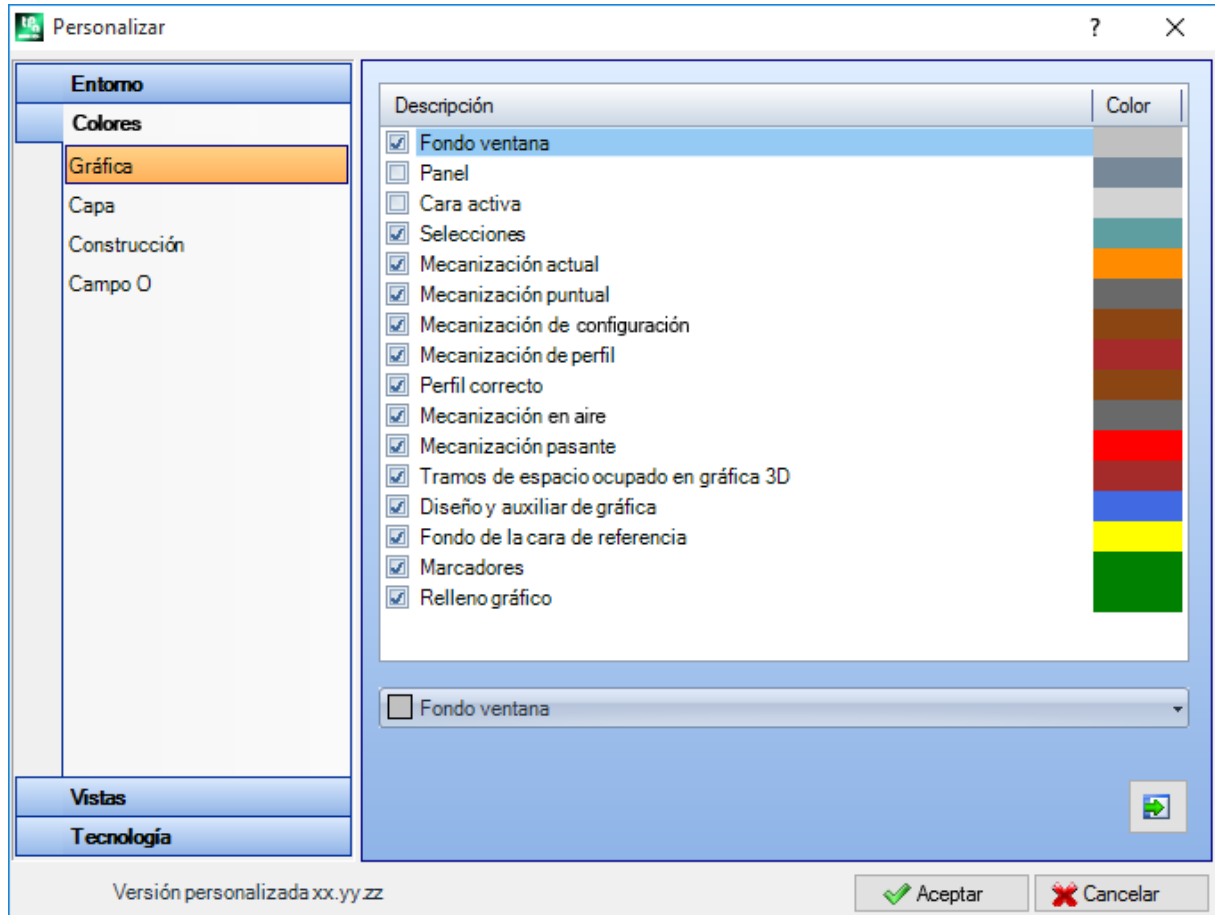 Personalizar
?
Entorno
Colores
Gráfica
Capa
Construcción
Campo O
Vistas
Tecnología
Descripción Color
Fondo ventana
Panel
Cara activa
Selecciones
Mecanización actual
Mecanización puntual
Mecanización de configuración
Mecanización de perfil
Perfil correcto
Mecanización en aire
Mecanización pasante
Tramos de espacio ocupado en gráfica 3D
Diseño y auxiliar de gráfica
Fondo de la cara de referencia
Marcadores
Relleno gráfico
Fondo ventana
Versión personalizada xx.yy.zz
Aceptar
Cancelar